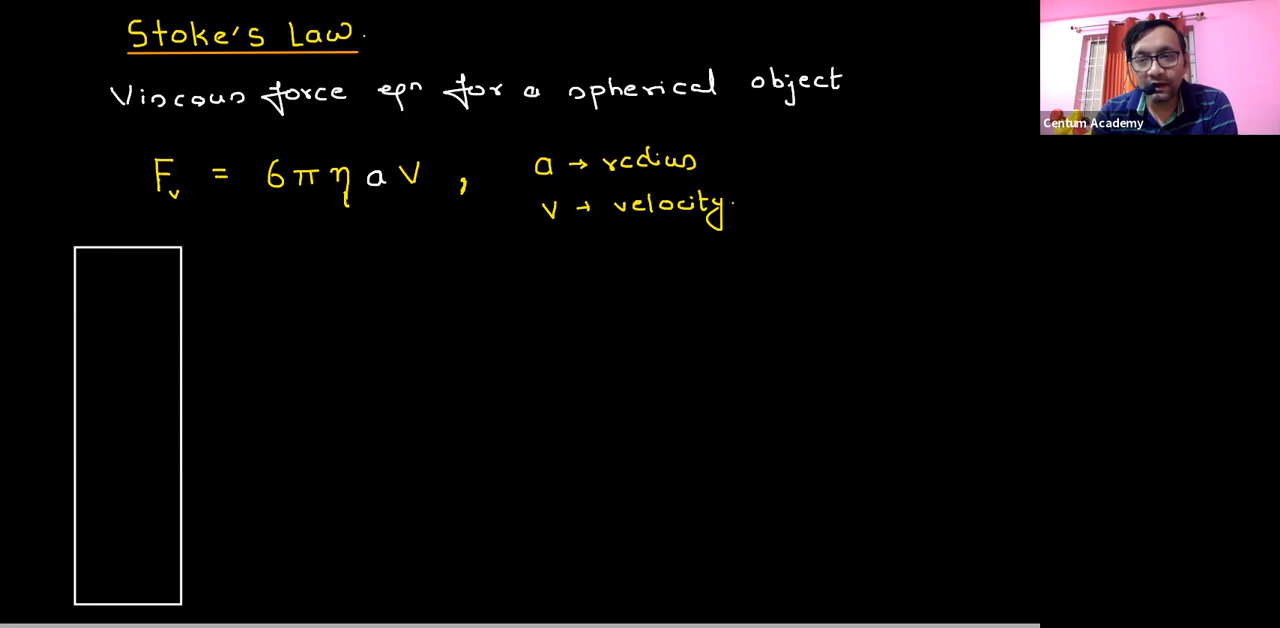 Stoke's Law.
Viscous force eqn for a spherical object
Fv = 6πηav, a → radius
v → velocity.
Centum Academy